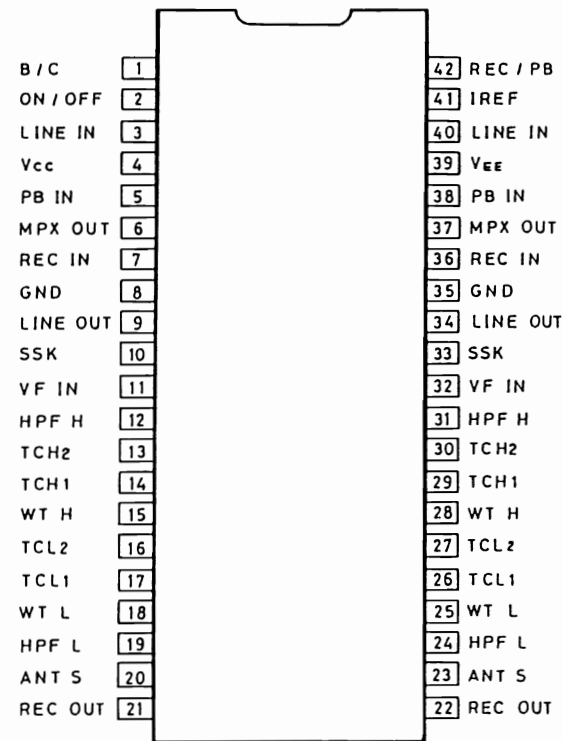 B/C 1 42 REC/PB
ON/OFF 2 41 IREF
LINE IN 3 40 LINE IN
Vcc 4 39 VEE
PB IN 5 38 PB IN
MPX OUT 6 37 MPX OUT
REC IN 7 36 REC IN
GND 8 35 GND
LINE OUT 9 34 LINE OUT
SSK 10 33 SSK
VF IN 11 32 VF IN
HPF H 12 31 HPF H
TCH2 13 30 TCH2
TCH1 14 29 TCH1
WT H 15 28 WT H
TCL2 16 27 TCL2
TCL1 17 26 TCL1
WT L 18 25 WT L
HPF L 19 24 HPF L
ANT S 20 23 ANT S
REC OUT 21 22 REC OUT